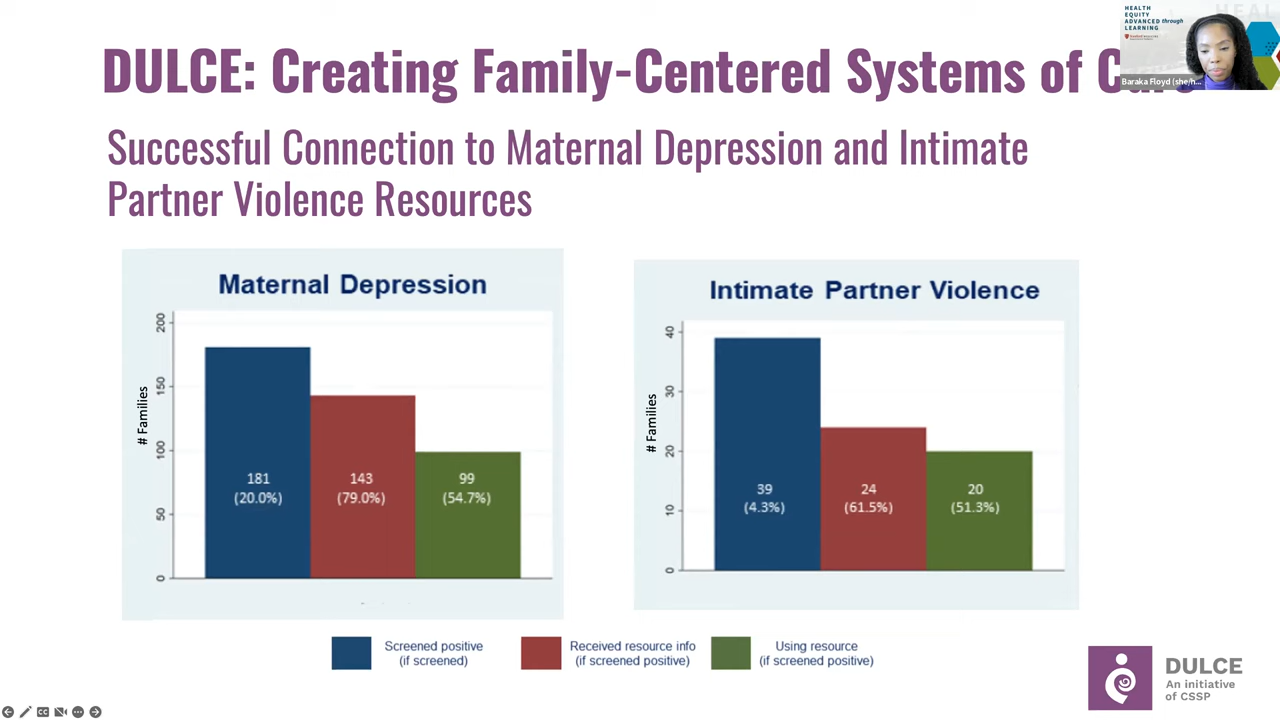 HEALTH
EQUITY
ADVANCED through
LEARNING
HEAL
Baraka Floyd (she/h...
DULCE: Creating Family-Centered Systems of
Successful Connection to Maternal Depression and Intimate
Partner Violence Resources
Maternal Depression
# Families
200
150
100
50
0
181
(20.0%)
143
(79.0%)
99
(54.7%)
Intimate Partner Violence
# Families
40
30
20
10
0
39
(4.3%)
24
(61.5%)
20
(51.3%)
Screened positive
(if screened)
Received resource info
(if screened positive)
Using resource
(if screened positive)
DULCE
An initiative
of CSSP